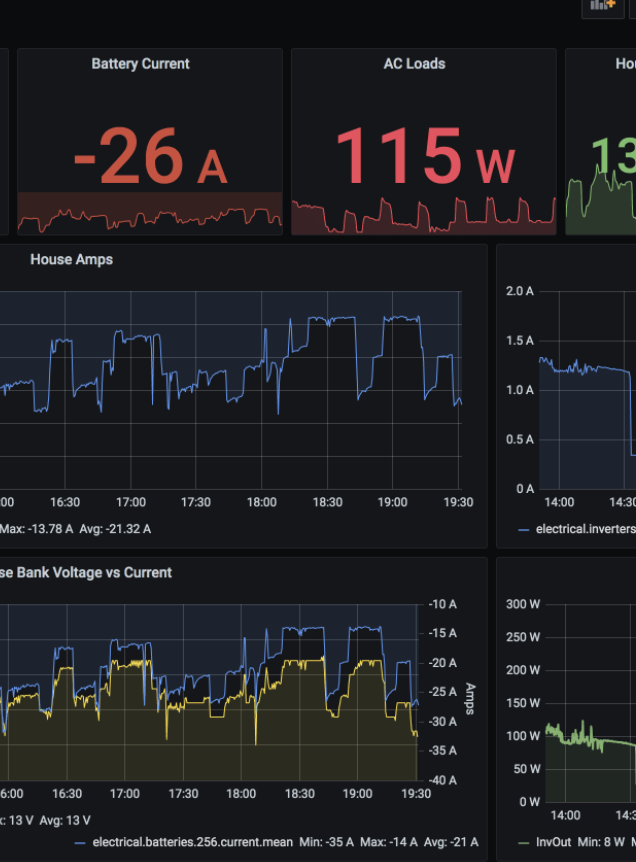 Battery Current
-26 A
AC Loads
115 W
Ho
13
House Amps
:00 16:30 17:00 17:30 18:00 18:30 19:00 19:30
Max: -13.78 A Avg: -21.32 A
2.0 A
1.5 A
1.0 A
0.5 A
0 A
14:00 14:30
electrical.inverters
se Bank Voltage vs Current
-10 A
-15 A
-20 A
-25 A
-30 A
-35 A
-40 A
Amps
6:00 16:30 17:00 17:30 18:00 18:30 19:00 19:30
: 13 V Avg: 13 V
electrical.batteries.256.current.mean Min: -35 A Max: -14 A Avg: -21 A
300 W
250 W
200 W
150 W
100 W
50 W
0 W
14:00 14:3
InvOut Min: 8 W